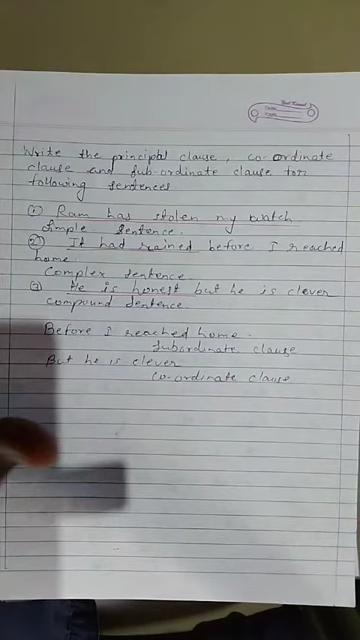 Write the principal clause, co-ordinate
clause and sub-ordinate clause for
following sentences
① Ram has stolen my watch
Simple sentence.
② It had rained before I reached
home.
Complex sentence
③ He is honest but he is clever
compound sentence.
Before I reached home.
Subordinate clause
But he is clever
Co-ordinate clause